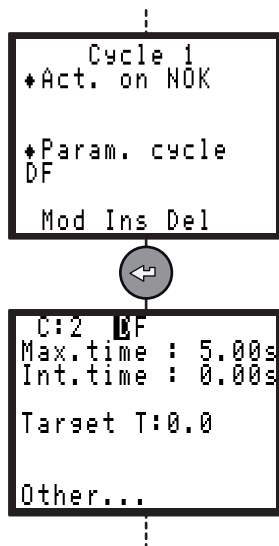 Cycle 1
♦Act. on NOK
♦Param. cycle
DF
Mod Ins Del
C:2 DF
Max.time : 5.00s
Int.time : 0.00s
Target T:0.0
Other...